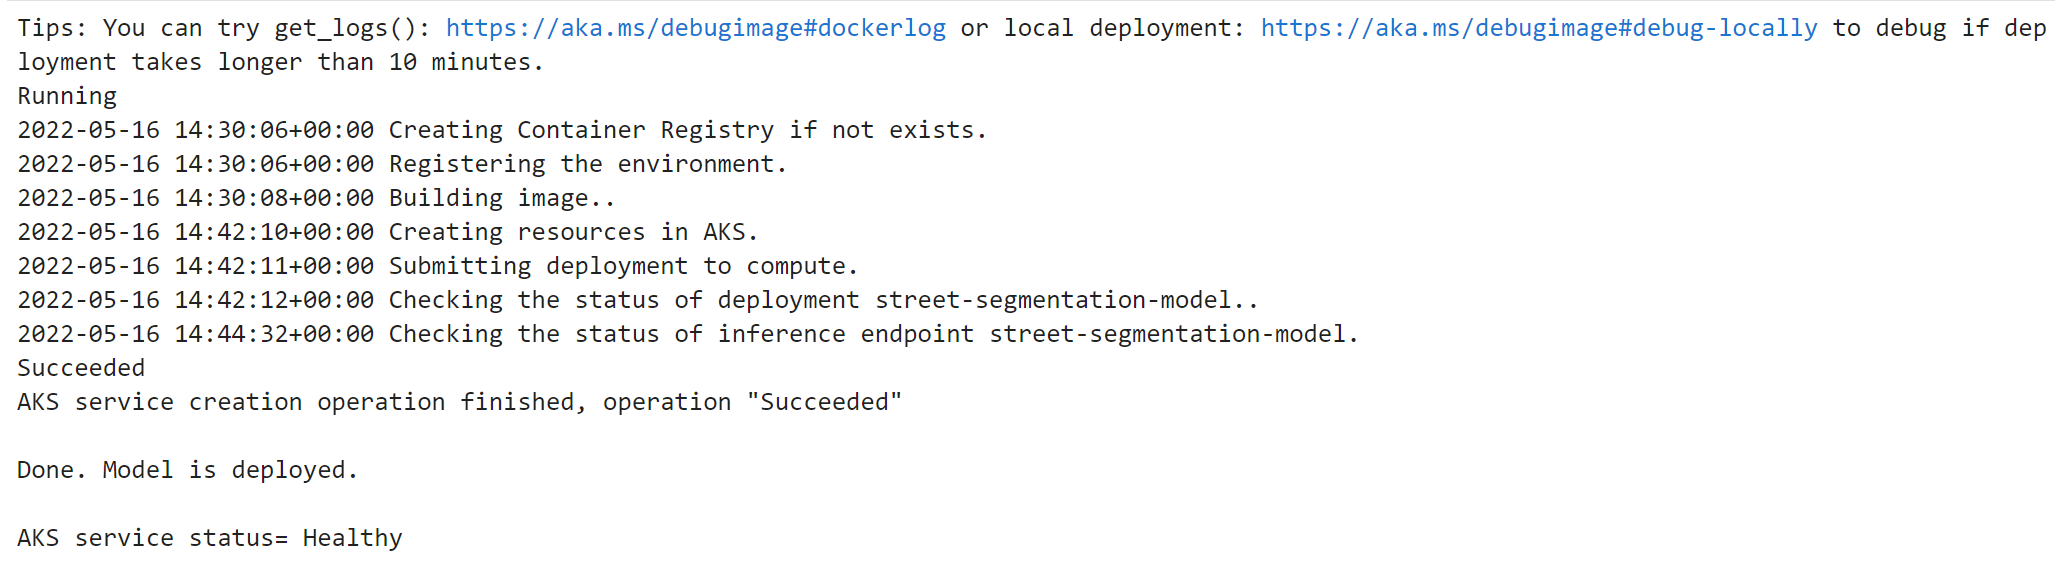 Tips: You can try get_logs(): https://aka.ms/debugimage#dockerlog or local deployment: https://aka.ms/debugimage#debug-locally to debug if dep
loyment takes longer than 10 minutes.
Running
2022-05-16 14:30:06+00:00 Creating Container Registry if not exists.
2022-05-16 14:30:06+00:00 Registering the environment.
2022-05-16 14:30:08+00:00 Building image..
2022-05-16 14:42:10+00:00 Creating resources in AKS.
2022-05-16 14:42:11+00:00 Submitting deployment to compute.
2022-05-16 14:42:12+00:00 Checking the status of deployment street-segmentation-model..
2022-05-16 14:44:32+00:00 Checking the status of inference endpoint street-segmentation-model.
Succeeded
AKS service creation operation finished, operation "Succeeded"
Done. Model is deployed.
AKS service status= Healthy